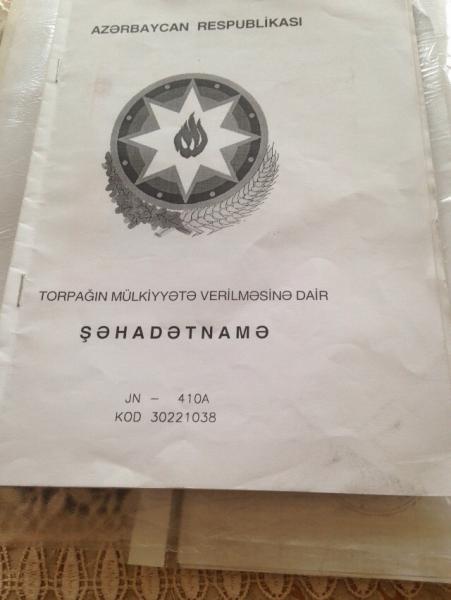 AZƏRBAYCAN RESPUBLİKASI
TORPAĞIN MÜLKİYYƏTƏ VERİLMƏSİNƏ DAİR
ŞƏHADƏTNAMƏ
JN - 410A
KOD 30221038